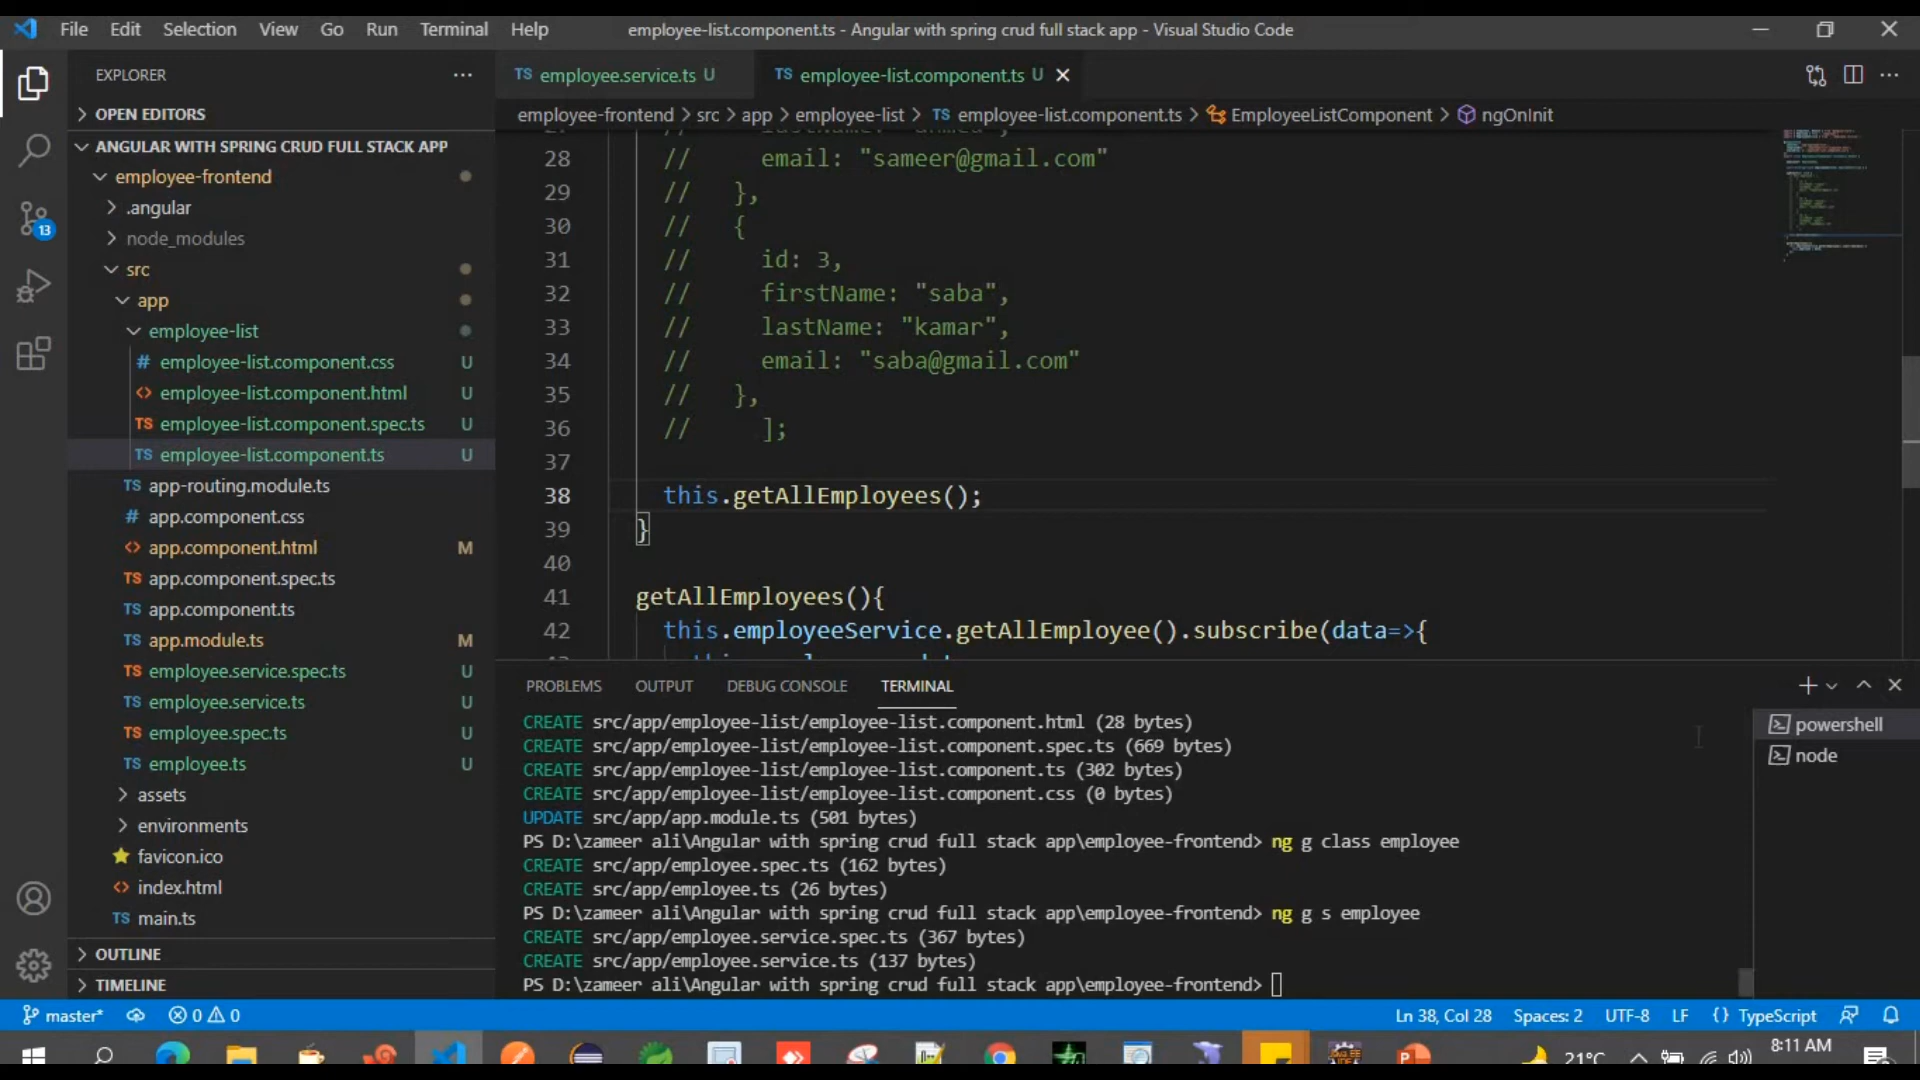 File Edit Selection View Go Run Terminal Help
employee-list.component.ts - Angular with spring crud full stack app - Visual Studio Code
EXPLORER
OPEN EDITORS
ANGULAR WITH SPRING CRUD FULL STACK APP
employee-frontend
.angular
node_modules
src
app
employee-list
employee-list.component.css U
employee-list.component.html U
employee-list.component.spec.ts U
employee-list.component.ts U
app-routing.module.ts
app.component.css
app.component.html M
app.component.spec.ts
app.component.ts
app.module.ts M
employee.service.spec.ts U
employee.service.ts U
employee.spec.ts U
employee.ts U
assets
environments
favicon.ico
index.html
main.ts
OUTLINE
TIMELINE
13
TS employee.service.ts U
TS employee-list.component.ts U
employee-frontend > src > app > employee-list > TS employee-list.component.ts > EmployeeListComponent > ngOnInit
28 // email: "sameer@gmail.com"
29 // },
30 // {
31 // id: 3,
32 // firstName: "saba",
33 // lastName: "kamar",
34 // email: "saba@gmail.com"
35 // },
36 // ];
37
38 this.getAllEmployees();
39 }
40
41 getAllEmployees(){
42 this.employeeService.getAllEmployee().subscribe(data=>{
PROBLEMS OUTPUT DEBUG CONSOLE TERMINAL
CREATE src/app/employee-list/employee-list.component.html (28 bytes)
CREATE src/app/employee-list/employee-list.component.spec.ts (669 bytes)
CREATE src/app/employee-list/employee-list.component.ts (302 bytes)
CREATE src/app/employee-list/employee-list.component.css (0 bytes)
UPDATE src/app/app.module.ts (501 bytes)
PS D:\zameer ali\Angular with spring crud full stack app\employee-frontend> ng g class employee
CREATE src/app/employee.spec.ts (162 bytes)
CREATE src/app/employee.ts (26 bytes)
PS D:\zameer ali\Angular with spring crud full stack app\employee-frontend> ng g s employee
CREATE src/app/employee.service.spec.ts (367 bytes)
CREATE src/app/employee.service.ts (137 bytes)
PS D:\zameer ali\Angular with spring crud full stack app\employee-frontend>
powershell
node
master* 0 0
Ln 38, Col 28 Spaces: 2 UTF-8 LF {} TypeScript
21°C
8:11 AM